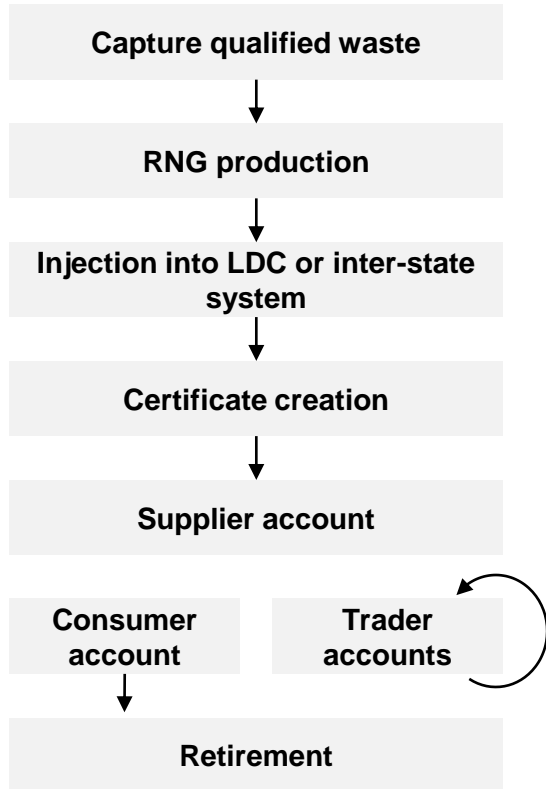 Capture qualified waste
RNG production
Injection into LDC or inter-state
system
Certificate creation
Supplier account
Consumer
account
Trader
accounts
Retirement